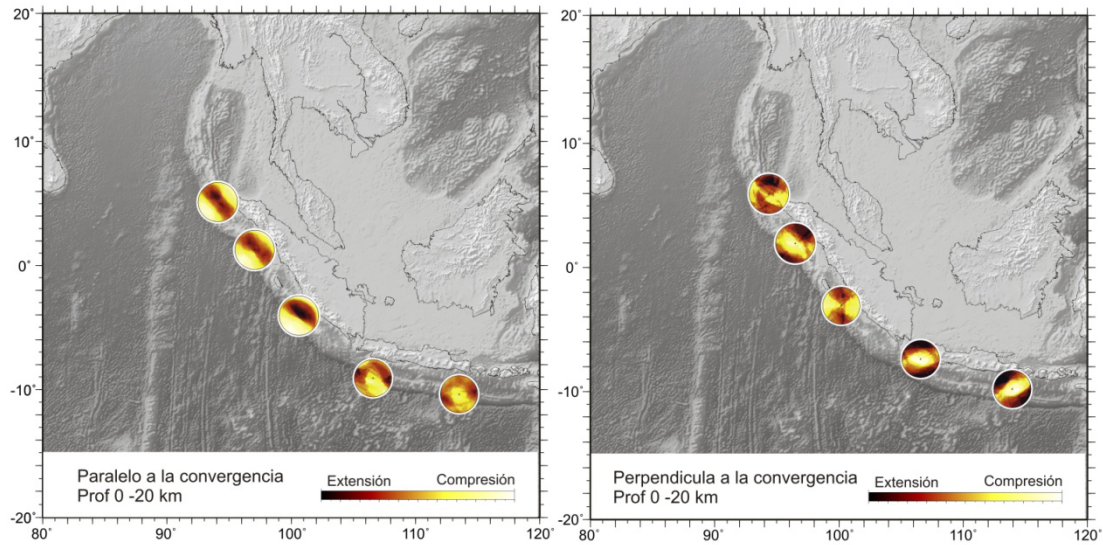 20˚
10˚
0˚
-10˚
-20˚
80˚
90˚
100˚
110˚
120˚
Paralelo a la convergencia
Prof 0 -20 km
Extensión
Compresión
20˚
10˚
0˚
-10˚
-20˚
80˚
90˚
100˚
110˚
120˚
Perpendicula a la convergencia
Prof 0 -20 km
Extensión
Compresión